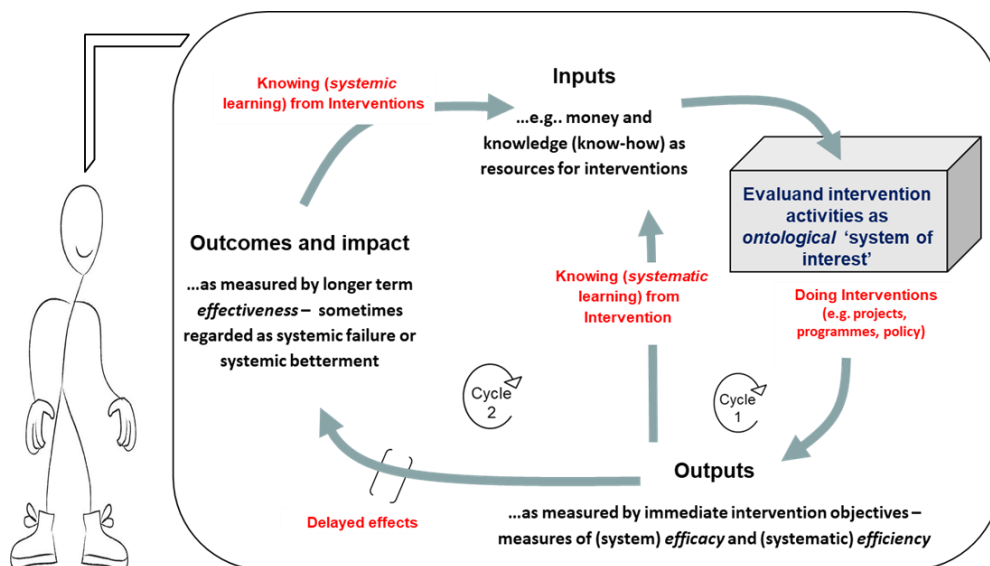 Knowing (systemic
learning) from Interventions
Inputs
...e.g.. money and
knowledge (know-how) as
resources for interventions
Evaluand intervention
activities as
ontological ‘system of
interest’
Outcomes and impact
...as measured by longer term
effectiveness – sometimes
regarded as systemic failure or
systemic betterment
Knowing (systematic
learning) from
Intervention
Doing Interventions
(e.g. projects,
programmes, policy)
Cycle
2
Cycle
1
Outputs
Delayed effects
...as measured by immediate intervention objectives –
measures of (system) efficacy and (systematic) efficiency